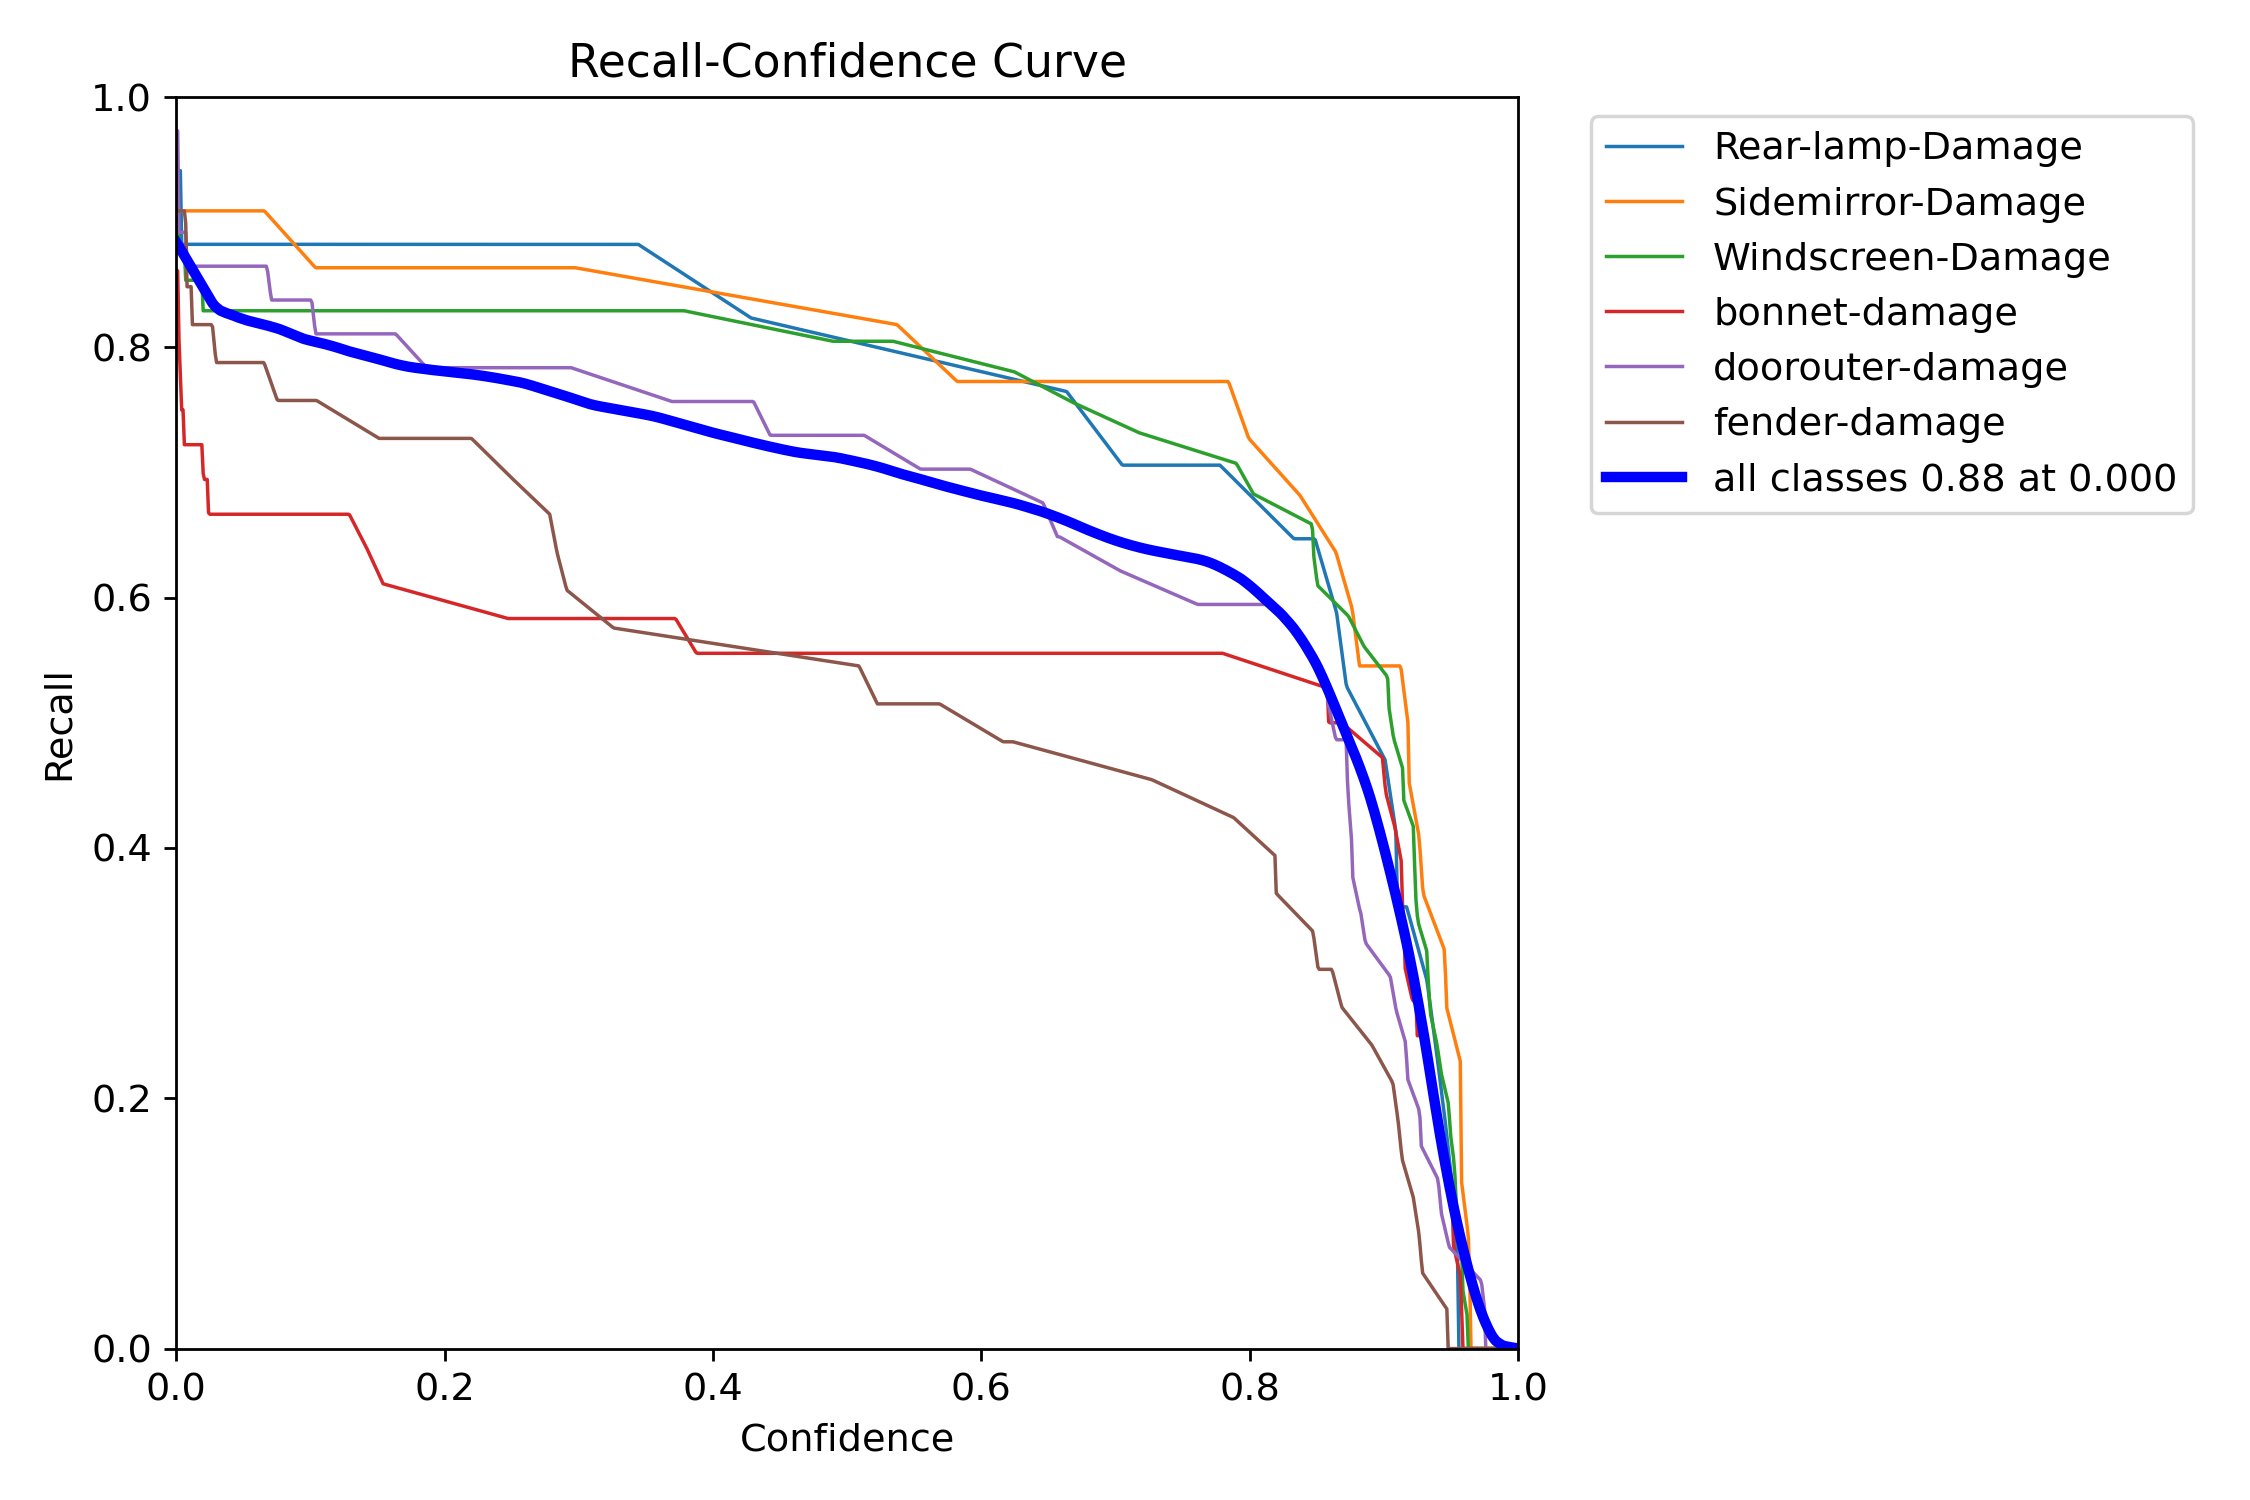 Recall-Confidence Curve
1.0
0.8
0.6
0.4
0.2
0.0
Recall
0.0 0.2 0.4 0.6 0.8 1.0
Confidence
Rear-lamp-Damage
Sidemirror-Damage
Windscreen-Damage
bonnet-damage
doorouter-damage
fender-damage
all classes 0.88 at 0.000